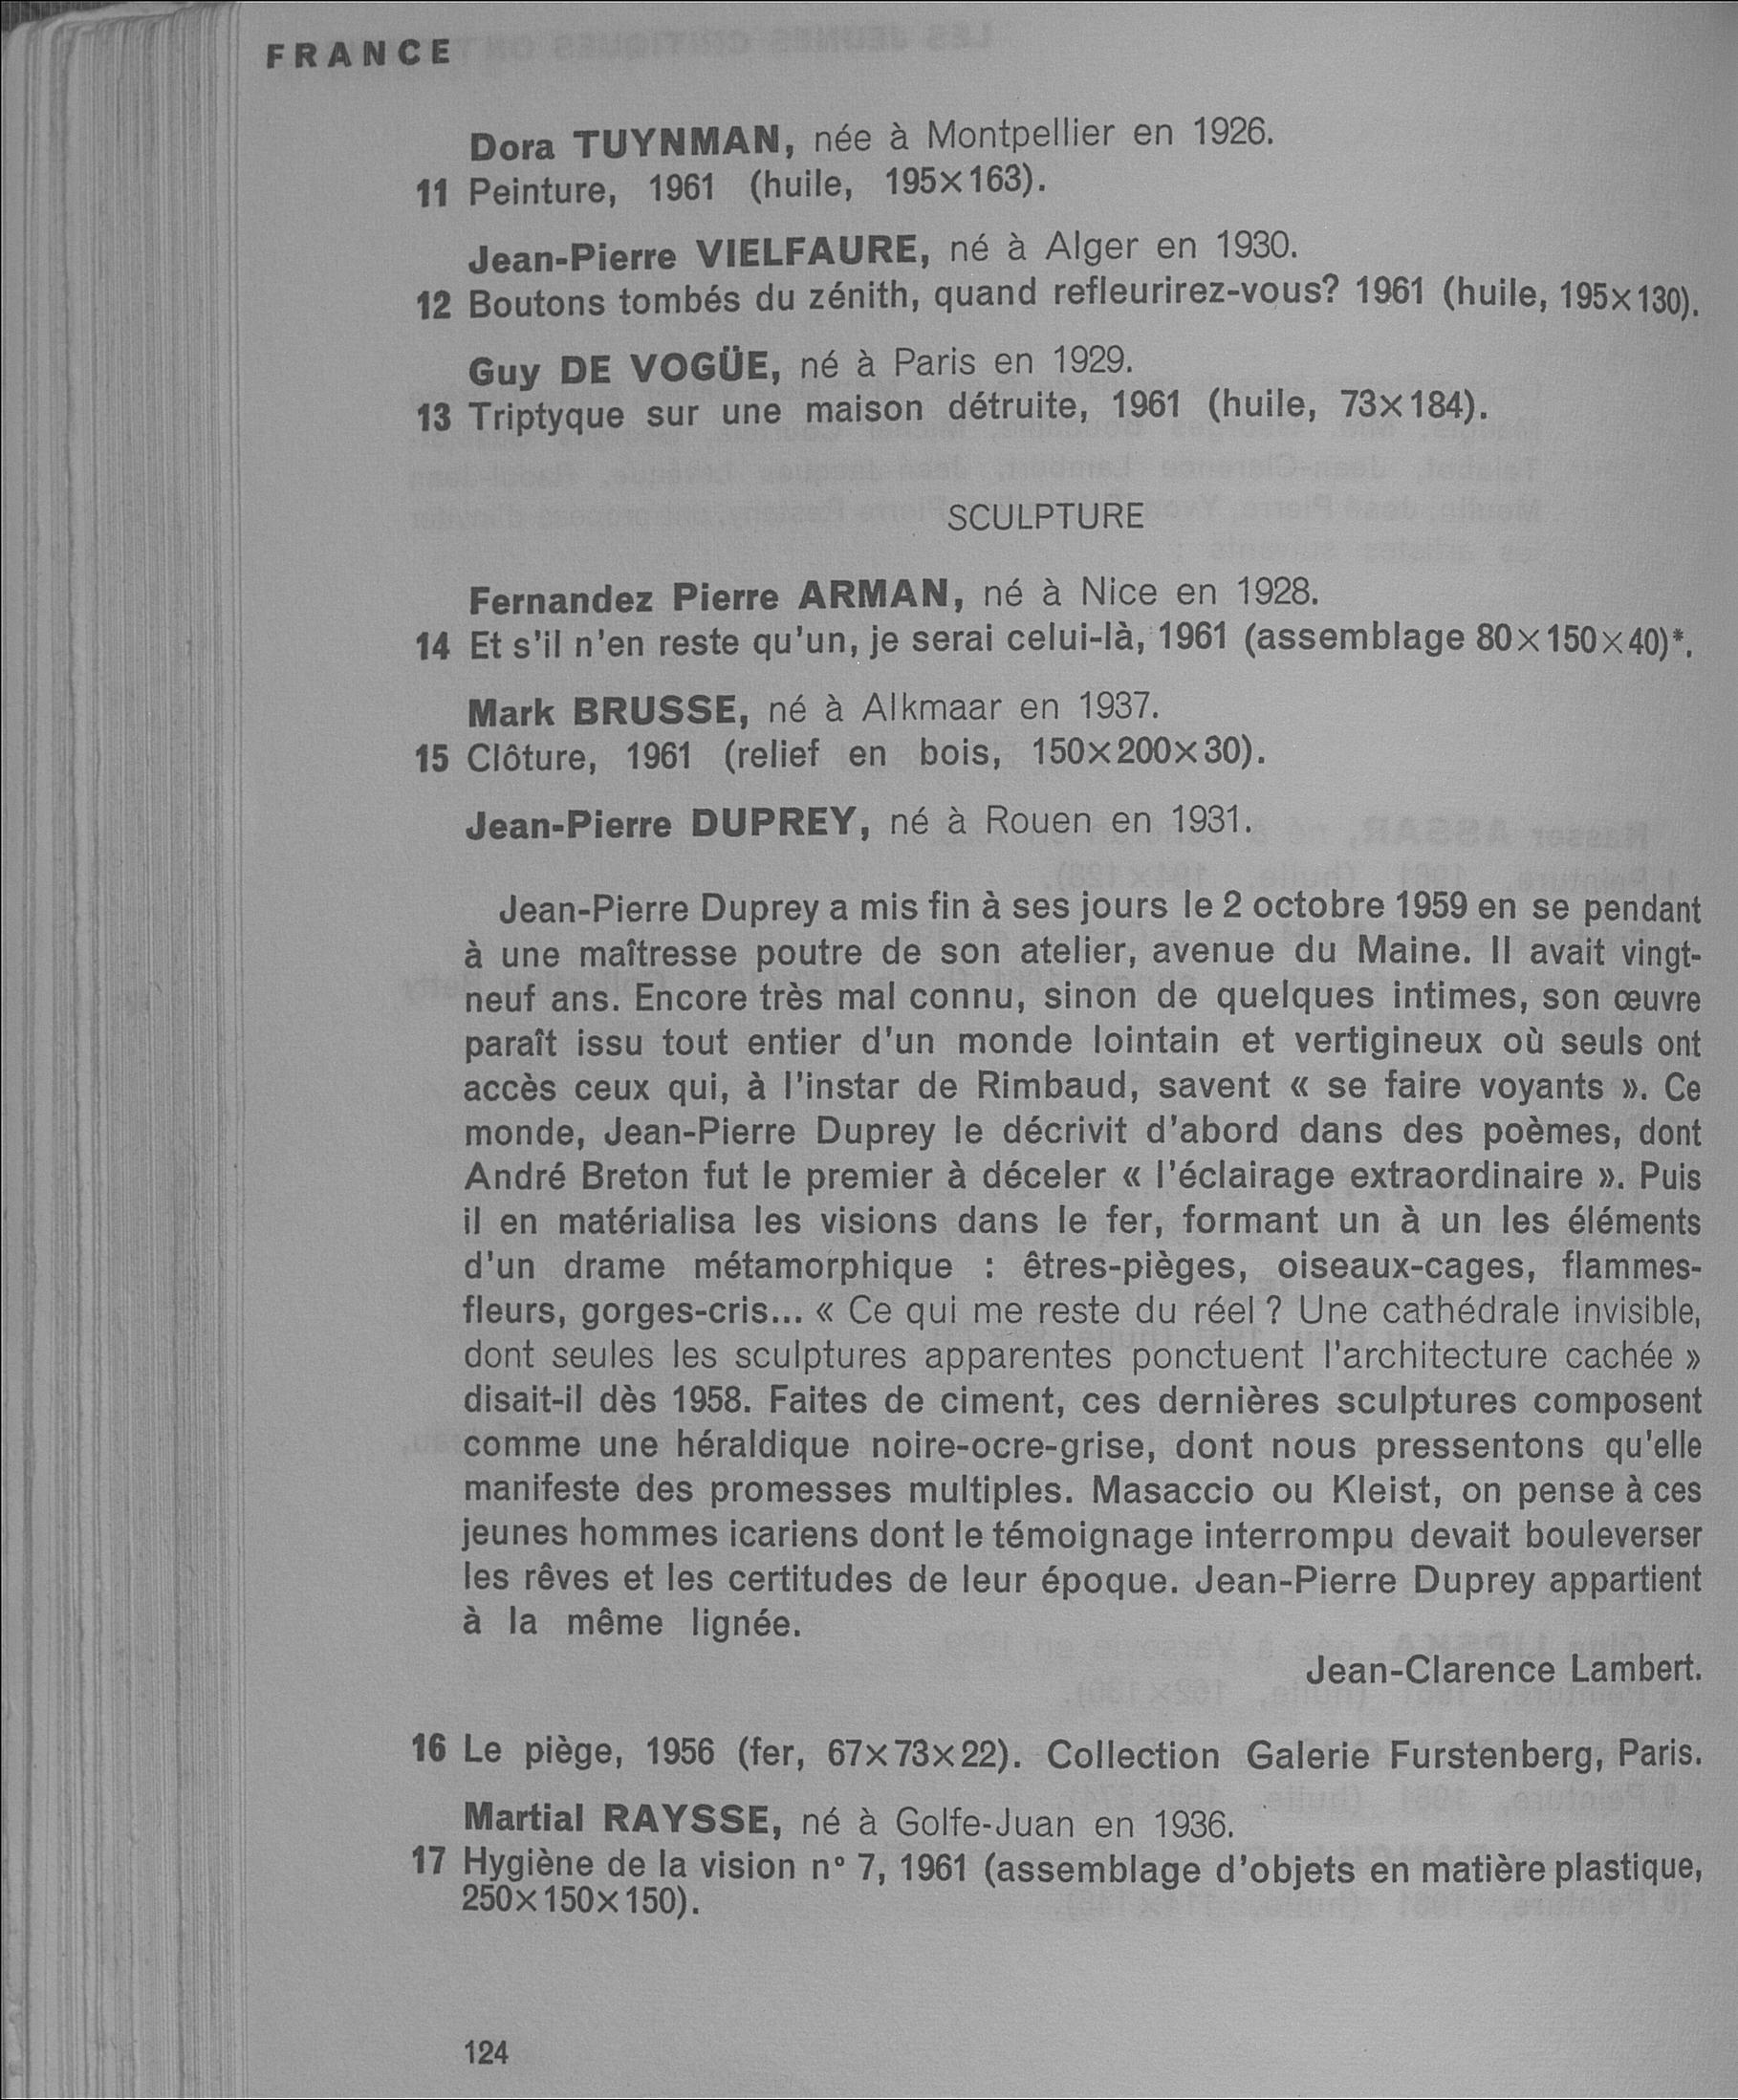 FRANCE
Dora TUYNMAN, née à Montpellier en 1926.
11 Peinture, 1961 (huile, 195×163).
Jean-Pierre VIELFAURE, né à Alger en 1930.
12 Boutons tombés du zénith, quand refleurirez-vous? 1961 (huile, 195×130).
Guy DE VOGÜE, né à Paris en 1929.
13 Triptyque sur une maison détruite, 1961 (huile, 73×184).
SCULPTURE
Fernandez Pierre ARMAN, né à Nice en 1928.
14 Et s'il n'en reste qu'un, je serai celui-là, 1961 (assemblage 80×150×40)*.
Mark BRUSSE, né à Alkmaar en 1937.
15 Clôture, 1961 (relief en bois, 150×200×30).
Jean-Pierre DUPREY, né à Rouen en 1931.
Jean-Pierre Duprey a mis fin à ses jours le 2 octobre 1959 en se pendant
à une maîtresse poutre de son atelier, avenue du Maine. Il avait vingt-
neuf ans. Encore très mal connu, sinon de quelques intimes, son œuvre
paraît issu tout entier d'un monde lointain et vertigineux où seuls ont
accès ceux qui, à l'instar de Rimbaud, savent « se faire voyants ». Ce
monde, Jean-Pierre Duprey le décrivit d'abord dans des poèmes, dont
André Breton fut le premier à déceler « l'éclairage extraordinaire ». Puis
il en matérialisa les visions dans le fer, formant un à un les éléments
d'un drame métamorphique : êtres-pièges, oiseaux-cages, flammes-
fleurs, gorges-cris... « Ce qui me reste du réel ? Une cathédrale invisible,
dont seules les sculptures apparentes ponctuent l'architecture cachée »
disait-il dès 1958. Faites de ciment, ces dernières sculptures composent
comme une héraldique noire-ocre-grise, dont nous pressentons qu'elle
manifeste des promesses multiples. Masaccio ou Kleist, on pense à ces
jeunes hommes icariens dont le témoignage interrompu devait bouleverser
les rêves et les certitudes de leur époque. Jean-Pierre Duprey appartient
à la même lignée.
Jean-Clarence Lambert.
16 Le piège, 1956 (fer, 67×73×22). Collection Galerie Furstenberg, Paris.
Martial RAYSSE, né à Golfe-Juan en 1936.
17 Hygiène de la vision n° 7, 1961 (assemblage d'objets en matière plastique,
250×150×150).
124